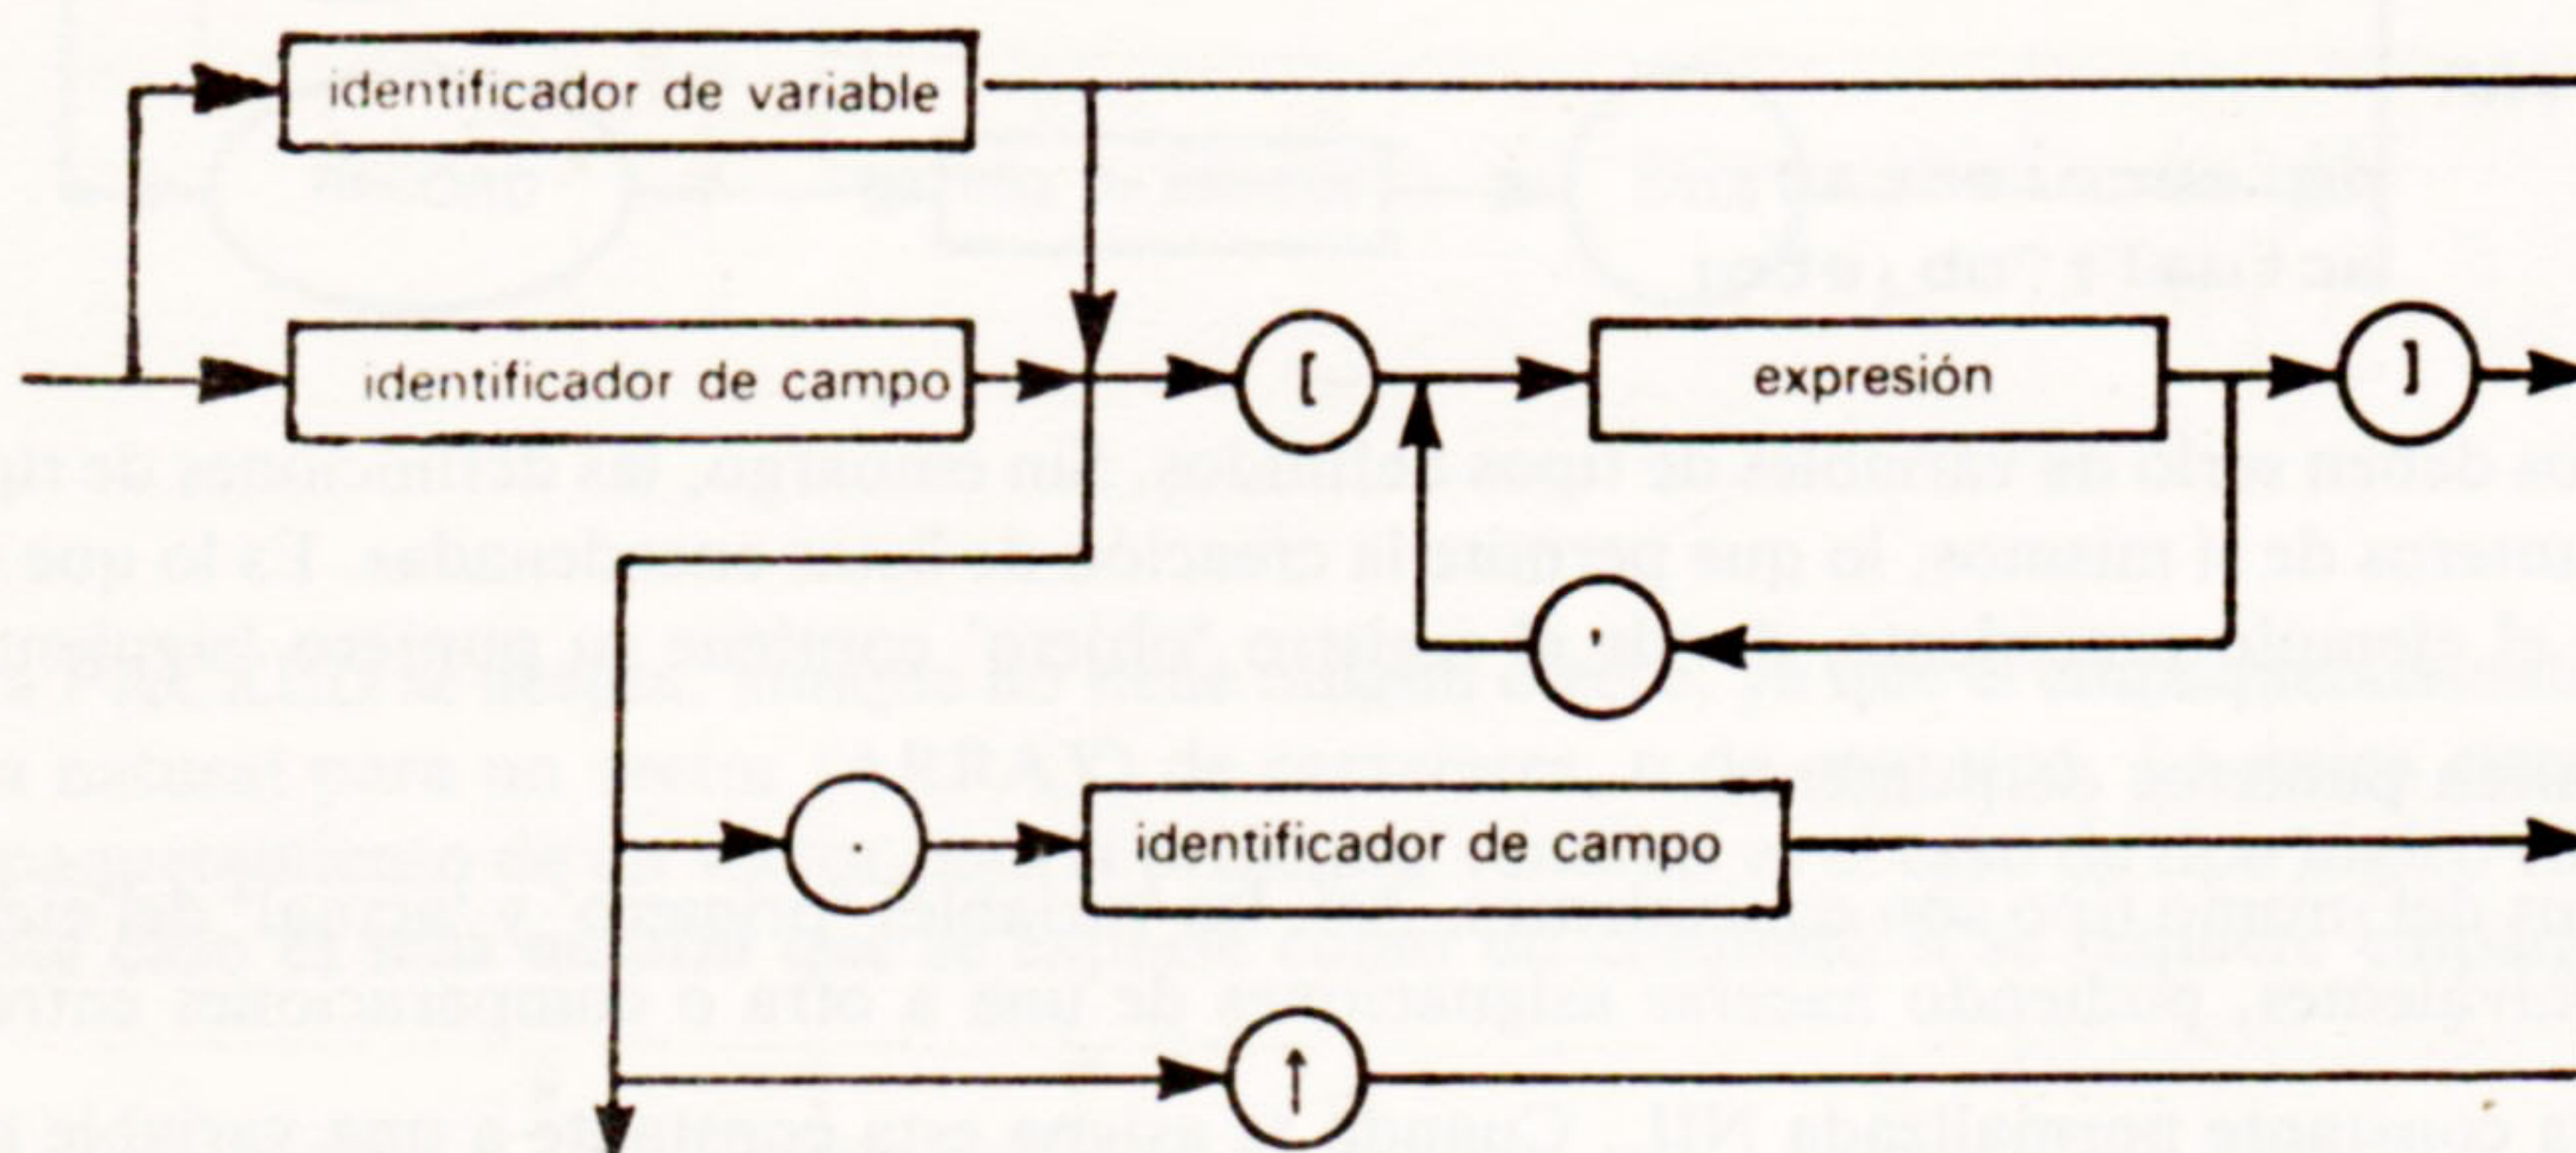 identificador de variable
identificador de campo
[
expresión
]
,
.
identificador de campo
↑